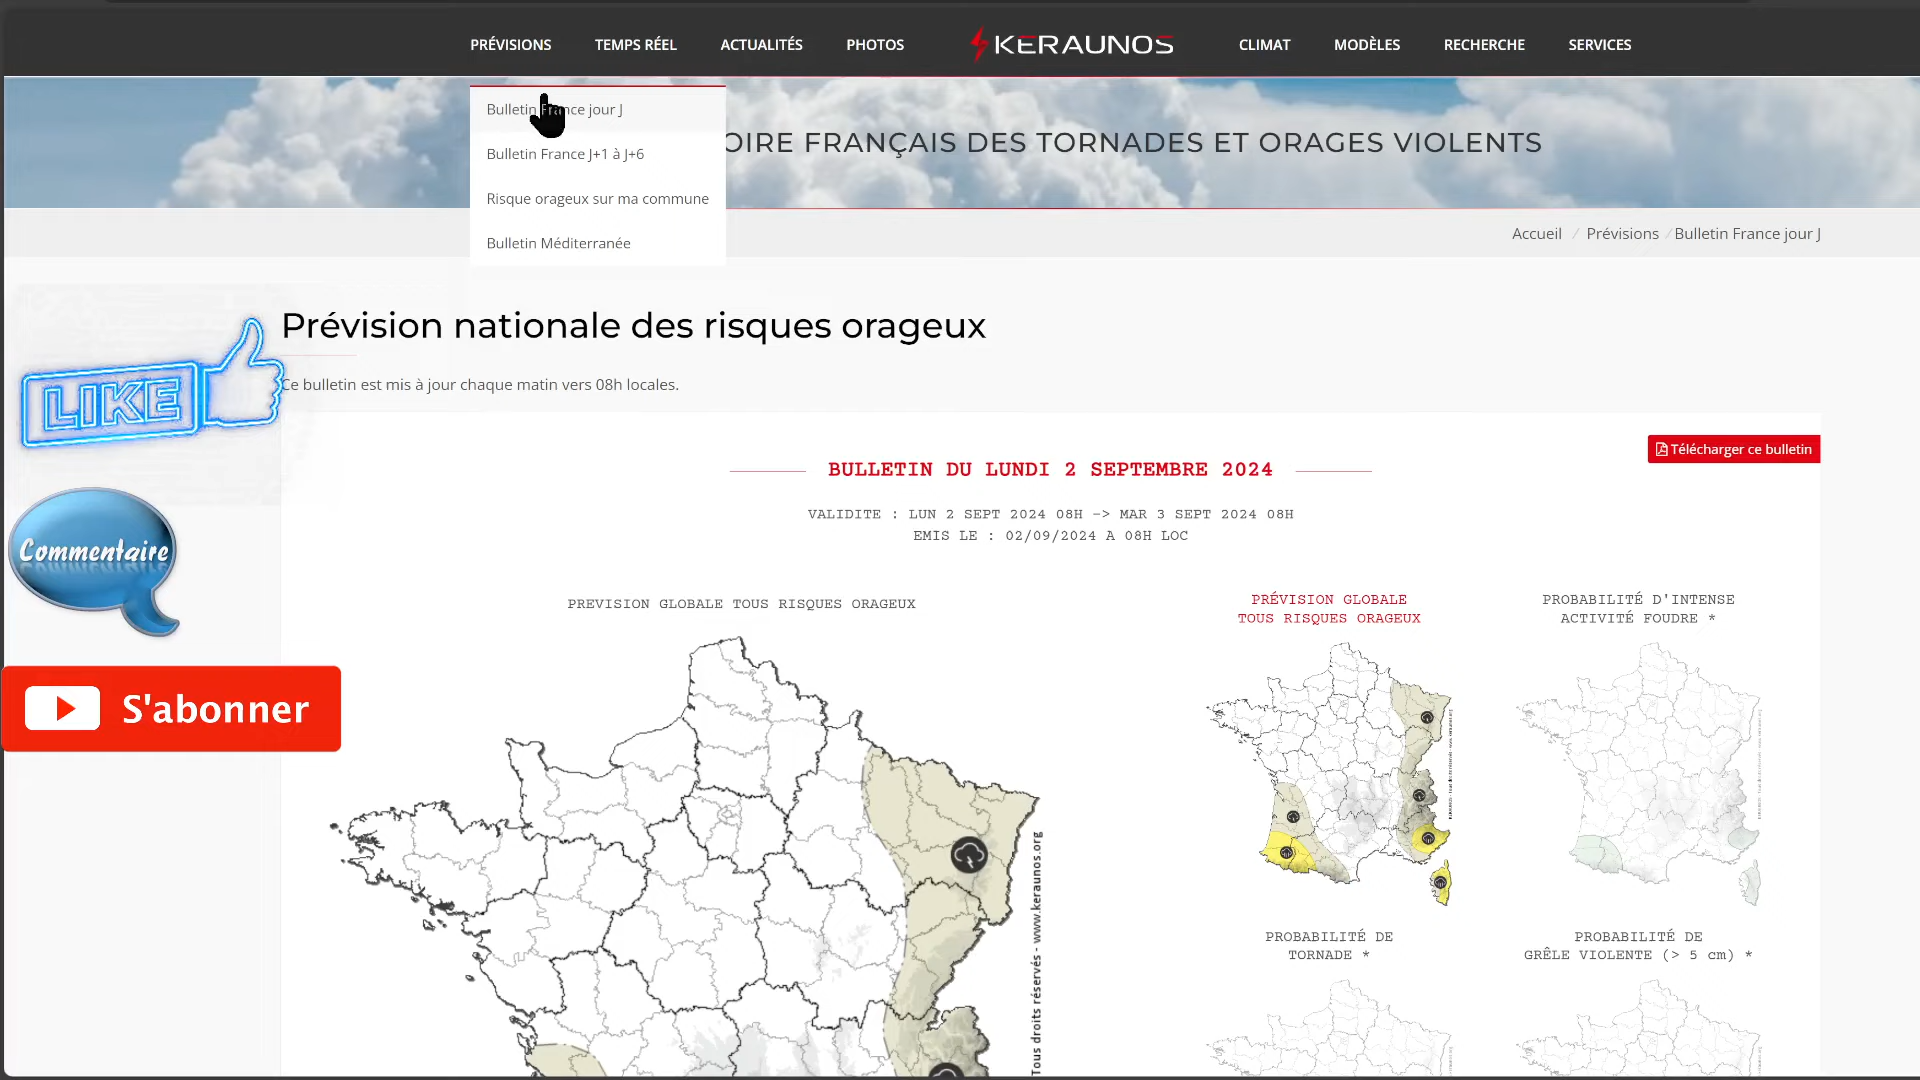 PRÉVISIONS
TEMPS RÉEL
ACTUALITÉS
PHOTOS
KERAUNOS
CLIMAT
MODÈLES
RECHERCHE
SERVICES
Bulletin France jour J
Bulletin France J+1 à J+6
Risque orageux sur ma commune
Bulletin Méditerranée
OIRE FRANÇAIS DES TORNADES ET ORAGES VIOLENTS
Accueil / Prévisions / Bulletin France jour J
Prévision nationale des risques orageux
Ce bulletin est mis à jour chaque matin vers 08h locales.
LIKE
Commentaire
S'abonner
Télécharger ce bulletin
BULLETIN DU LUNDI 2 SEPTEMBRE 2024
VALIDITE : LUN 2 SEPT 2024 08H -> MAR 3 SEPT 2024 08H
EMIS LE : 02/09/2024 A 08H LOC
PREVISION GLOBALE TOUS RISQUES ORAGEUX
Tous droits réservés - www.keraunos.org
PRÉVISION GLOBALE
TOUS RISQUES ORAGEUX
PROBABILITÉ D'INTENSE
ACTIVITÉ FOUDRE *
PROBABILITÉ DE
TORNADE *
PROBABILITÉ DE
GRÊLE VIOLENTE (> 5 cm) *